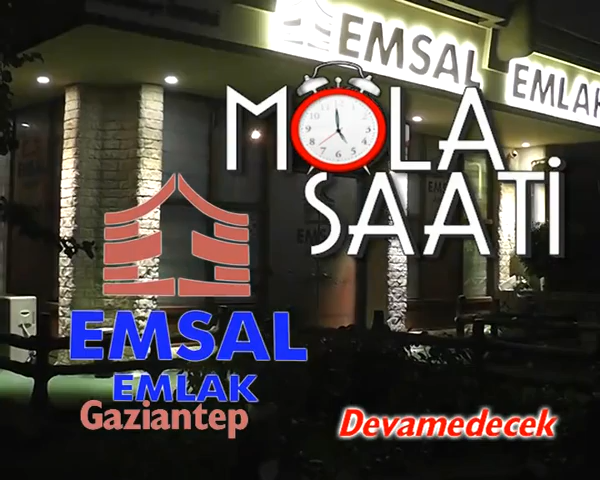 EMSAL EMLAK
MOLA
SAATİ
EMSAL
EMLAK
Gaziantep
Devamedecek